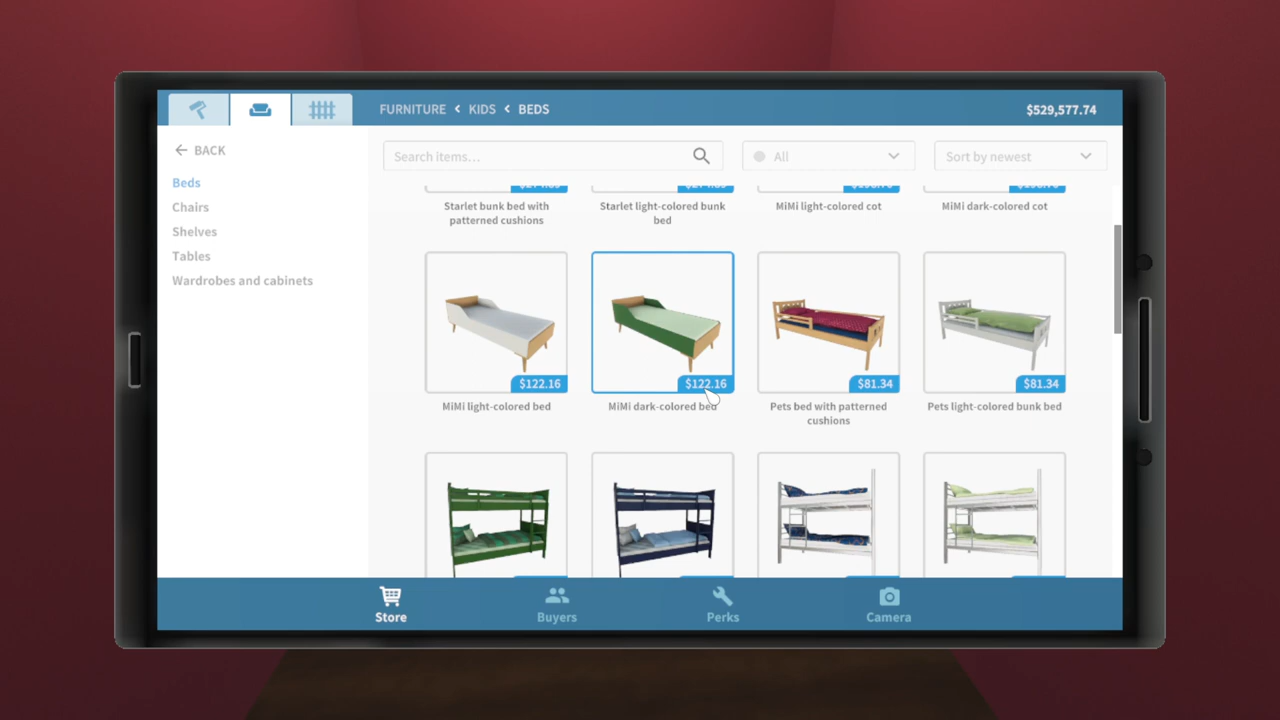 FURNITURE < KIDS < BEDS
$529,577.74
BACK
Search items...
All
Sort by newest
Beds
Chairs
Shelves
Tables
Wardrobes and cabinets
Starlet bunk bed with
patterned cushions
Starlet light-colored bunk
bed
MiMi light-colored cot
MiMi dark-colored cot
$122.16
$122.16
$81.34
$81.34
MiMi light-colored bed
MiMi dark-colored bed
Pets bed with patterned
cushions
Pets light-colored bunk bed
Store
Buyers
Perks
Camera